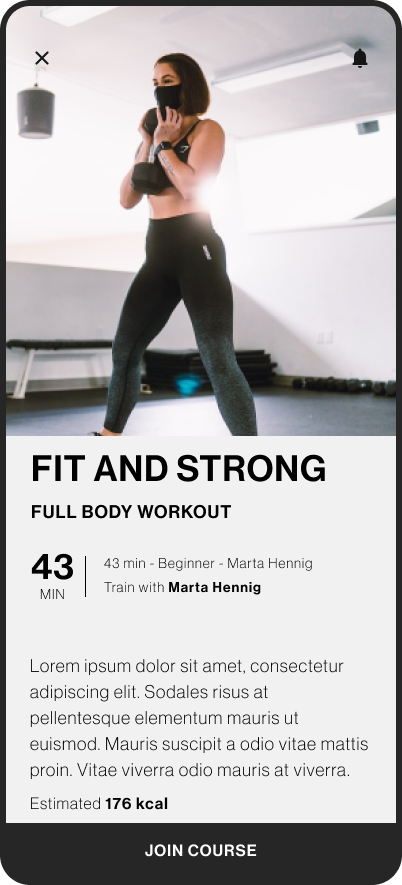 FIT AND STRONG
FULL BODY WORKOUT
43
MIN
43 min - Beginner - Marta Hennig
Train with Marta Hennig
Lorem ipsum dolor sit amet, consectetur
adipiscing elit. Sodales risus at
pellentesque elementum mauris ut
euismod. Mauris suscipit a odio vitae mattis
proin. Vitae viverra odio mauris at viverra.
Estimated 176 kcal
JOIN COURSE